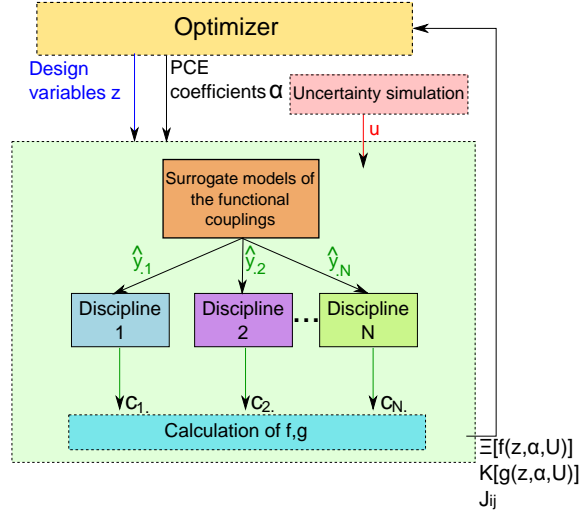 Optimizer
Design
variables z
PCE
coefficients α
Uncertainty simulation
u
Surrogate models of
the functional
couplings
ŷ.1
ŷ.2
ŷ.N
Discipline
1
Discipline
2
...
Discipline
N
c1.
c2.
cN.
Calculation of f,g
Ξ[f(z,α,U)]
K[g(z,α,U)]
Jij